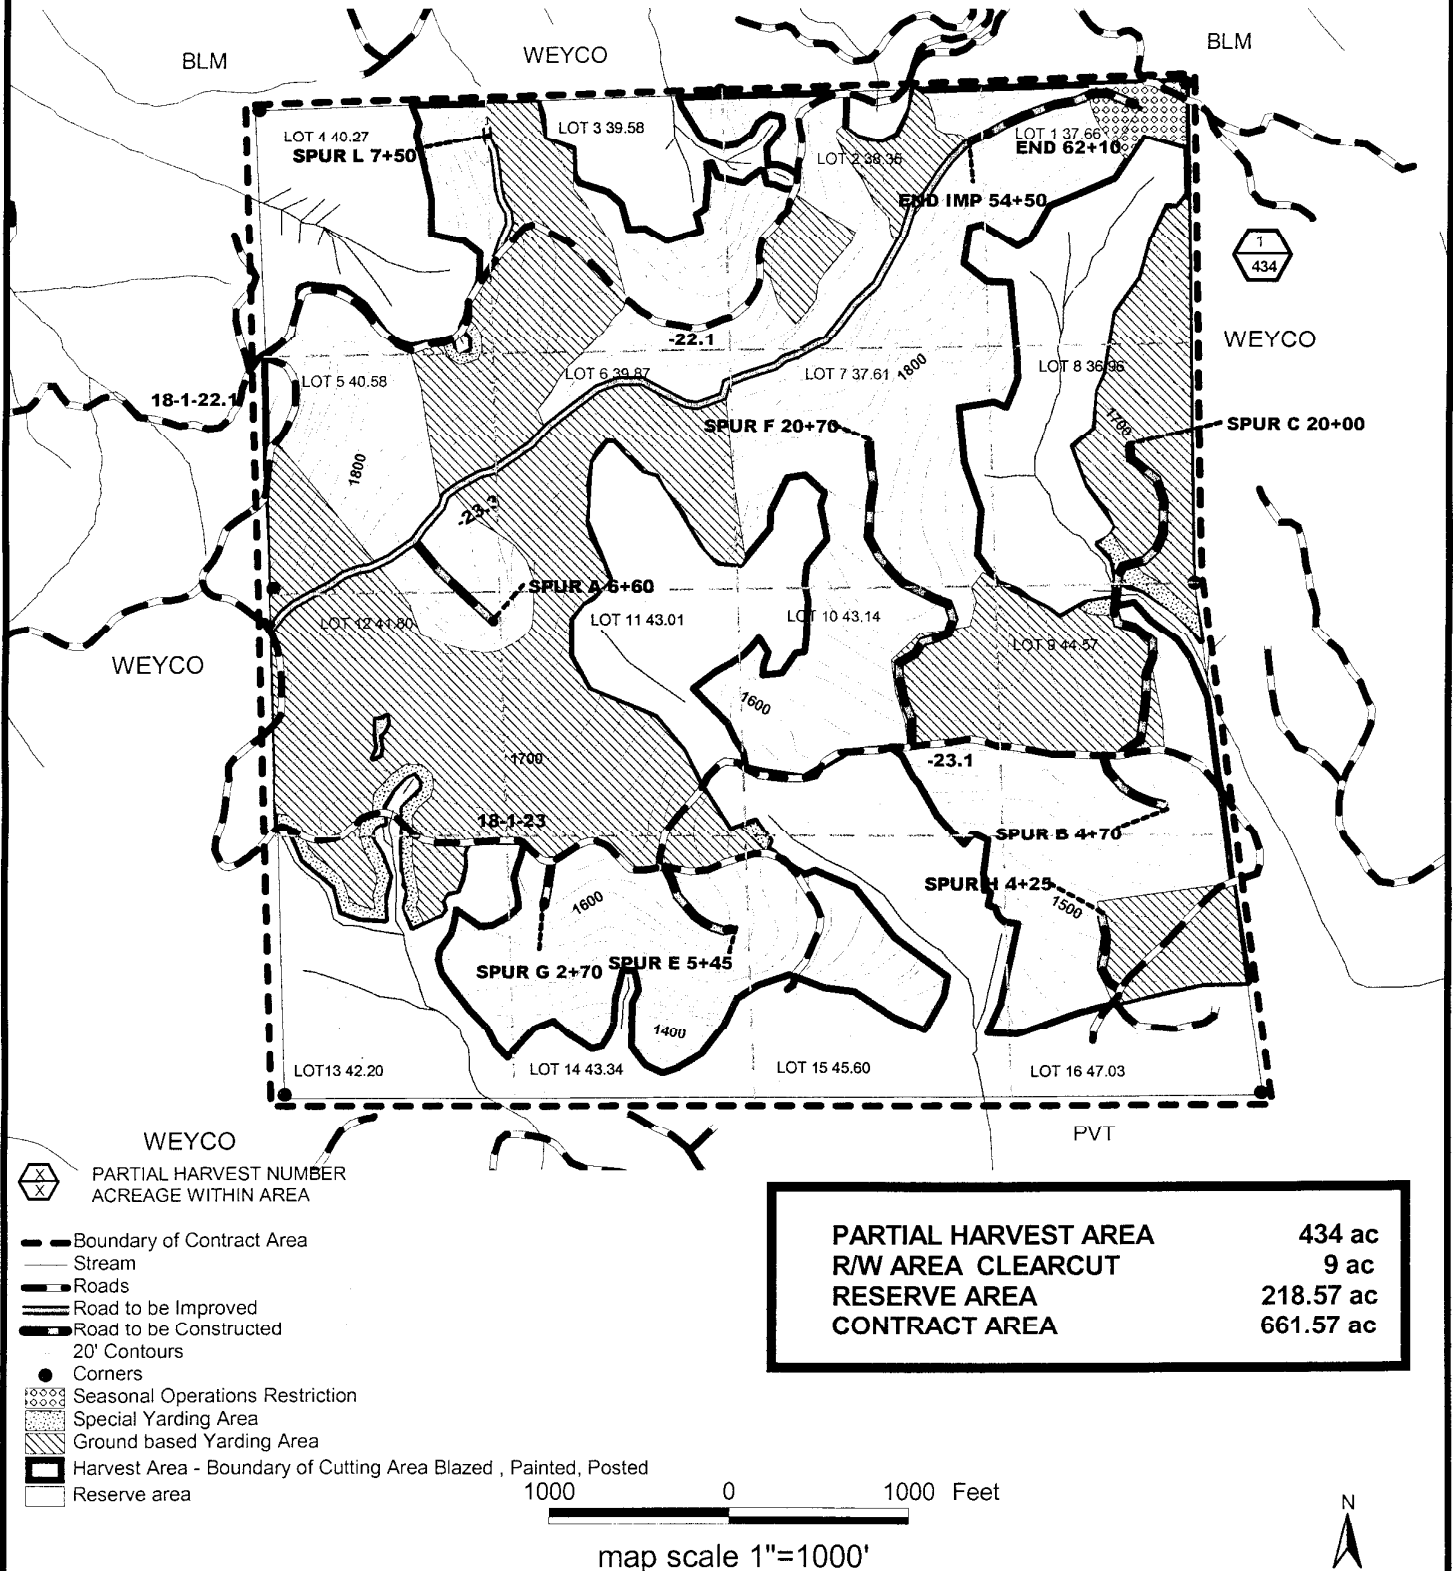 BLM
WEYCO
BLM
LOT 4 40.27
SPUR L 7+50
LOT 3 39.58
LOT 2 38.35
LOT 1 37.66
END 62+10
END IMP 54+50
1
434
WEYCO
-22.1
LOT 5 40.58
LOT 6 39.87
LOT 7 37.61
1800
LOT 8 36.96
18-1-22.1
1700
SPUR F 20+70
SPUR C 20+00
1800
-23.3
SPUR A 6+60
LOT 12 41.80
LOT 11 43.01
LOT 10 43.14
LOT 9 44.57
WEYCO
1600
1700
-23.1
18-1-23
SPUR B 4+70
SPUR H 4+25
1600
1500
SPUR G 2+70
SPUR E 5+45
1400
LOT13 42.20
LOT 14 43.34
LOT 15 45.60
LOT 16 47.03
WEYCO
PVT
X
X
PARTIAL HARVEST NUMBER
ACREAGE WITHIN AREA
Boundary of Contract Area
Stream
Roads
Road to be Improved
Road to be Constructed
20' Contours
Corners
Seasonal Operations Restriction
Special Yarding Area
Ground based Yarding Area
Harvest Area - Boundary of Cutting Area Blazed , Painted, Posted
Reserve area
PARTIAL HARVEST AREA 434 ac
R/W AREA CLEARCUT 9 ac
RESERVE AREA 218.57 ac
CONTRACT AREA 661.57 ac
1000 0 1000 Feet
map scale 1"=1000'
N